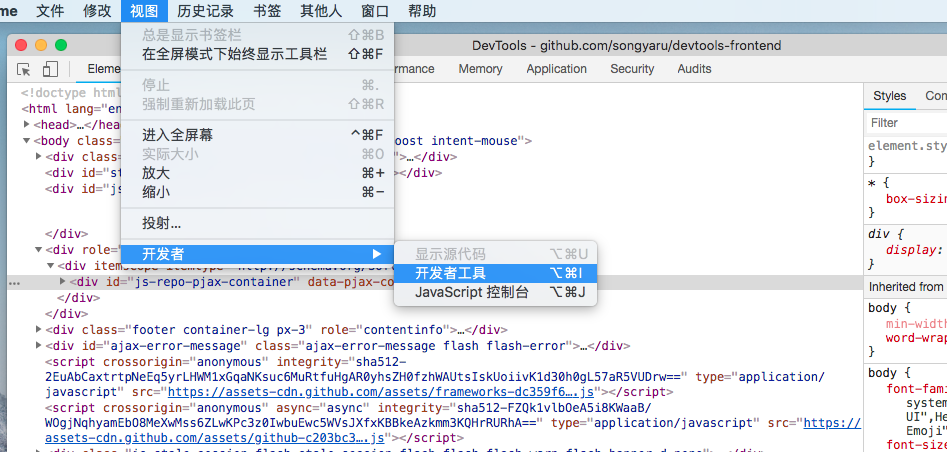 me 文件 修改 视图 历史记录 书签 其他人 窗口 帮助
总是显示书签栏 ⇧⌘B
在全屏模式下始终显示工具栏 ⇧⌘F
停止 ⌘.
强制重新加载此页 ⇧⌘R
进入全屏幕 ^⌘F
实际大小 ⌘0
放大 ⌘+
缩小 ⌘−
投射...
开发者 ▶
显示源代码 ⌥⌘U
开发者工具 ⌥⌘I
JavaScript 控制台 ⌥⌘J
DevTools - github.com/songyaru/devtools-frontend
Eleme rmance Memory Application Security Audits
<!doctype html
<html lang="en
▶<head>…</head
▼<body class= oost intent-mouse">
▶<div class= ">…</div>
<div id="st ></div>
<div id="js
</div>
▼<div role="
▼<div itemscope itemtype="http://schema.org/So
… ▶<div id="js-repo-pjax-container" data-pjax-co
</div>
</div>
▶<div class="footer container-lg px-3" role="contentinfo">…</div>
▶<div id="ajax-error-message" class="ajax-error-message flash flash-error">…</div>
<script crossorigin="anonymous" integrity="sha512-
2EuAbCaxtrtpNeEq5yrLHWM1xGqaNKsuc6MuRtfuHgAR0yhsZH0fzhWAUtsIskUoiivK1d30h0gL57aR5VUDrw==" type="application/
javascript" src="https://assets-cdn.github.com/assets/frameworks-dc359f6….js"></script>
<script crossorigin="anonymous" async="async" integrity="sha512-FZQk1vlbOeA5i8KWaaB/
WOgjNqhyamEbO8MeXwMss6ZLwKPc3z0IwbuEwc5WVsJXfxKBBkeAzkmm3KQHrRURhA==" type="application/javascript" src="https://
assets-cdn.github.com/assets/github-c203bc3….js"></script>
Styles Con
Filter
element.sty
}
* {
box-sizin
}
div {
display:
}
Inherited from
body {
min-width
word-wrap
}
body {
font-fami
system
UI",He
Emoji"
font-size